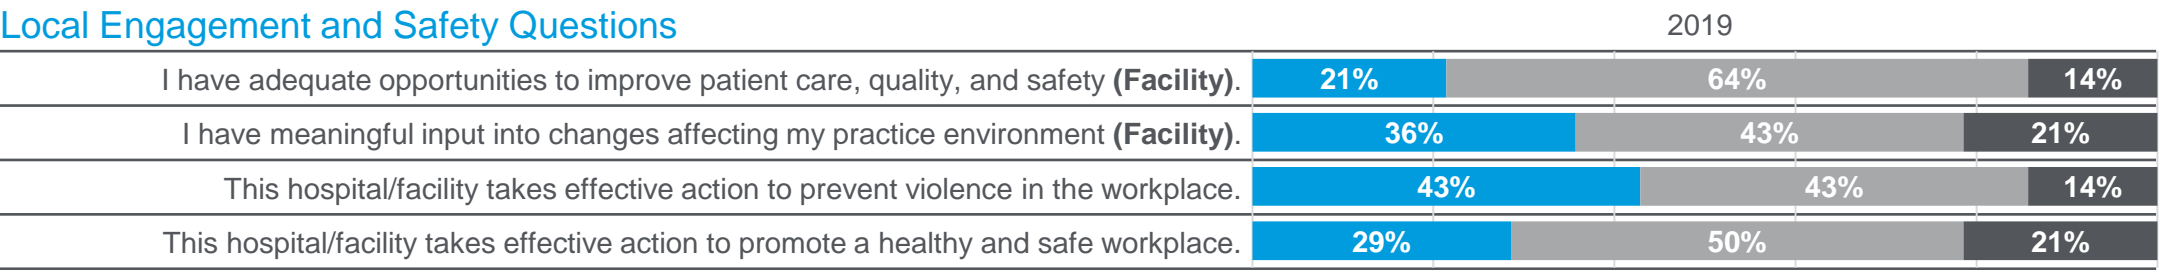 Local Engagement and Safety Questions 2019
I have adequate opportunities to improve patient care, quality, and safety (Facility). 21% 64% 14%
I have meaningful input into changes affecting my practice environment (Facility). 36% 43% 21%
This hospital/facility takes effective action to prevent violence in the workplace. 43% 43% 14%
This hospital/facility takes effective action to promote a healthy and safe workplace. 29% 50% 21%